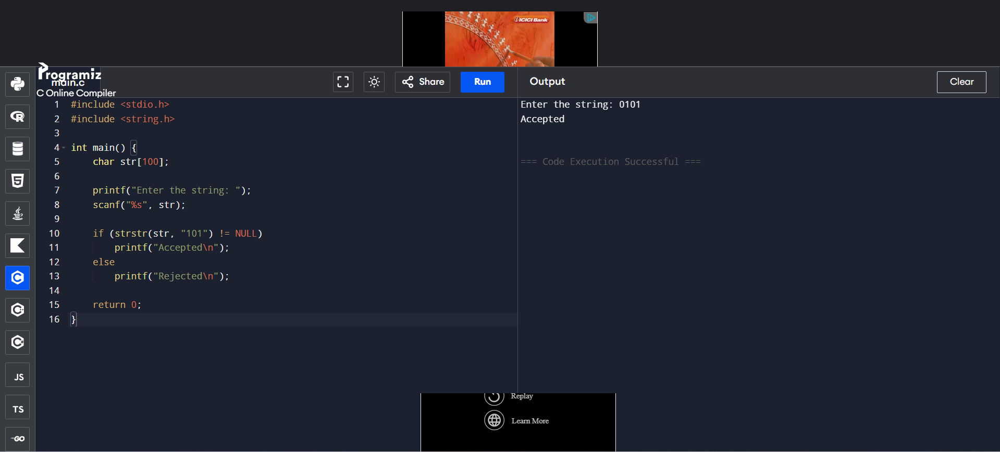 ICICI Bank
Programiz
main.c
C Online Compiler
Share
Run
Output
Clear
1 #include <stdio.h>
2 #include <string.h>
3
4 int main() {
5     char str[100];
6
7     printf("Enter the string: ");
8     scanf("%s", str);
9
10     if (strstr(str, "101") != NULL)
11         printf("Accepted\n");
12     else
13         printf("Rejected\n");
14
15     return 0;
16 }
Enter the string: 0101
Accepted
=== Code Execution Successful ===
R
5
C
C++
C#
JS
TS
GO
Replay
Learn More